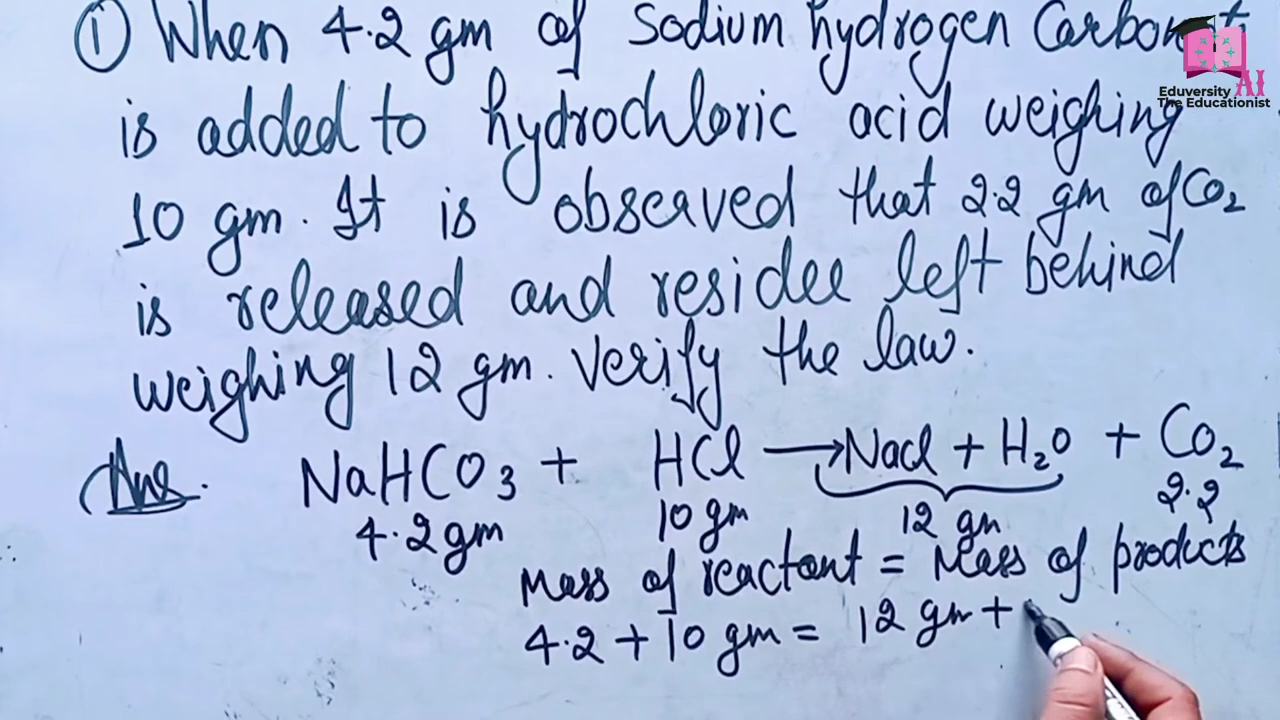 ① When 4.2 gm of Sodium hydrogen Carbonat
is added to hydrochloric acid weighing
10 gm. It is observed that 2.2 gm of CO2
is released and residee left behind
weighing 12 gm. Verify the law.
Ans. NaHCO3 + HCl → Nacl + H2O + CO2
4.2 gm 10 gm 12 gm 2.2
Mass of reactant = Mass of products
4.2 + 10 gm = 12 gm +
Eduversity AI
The Educationist